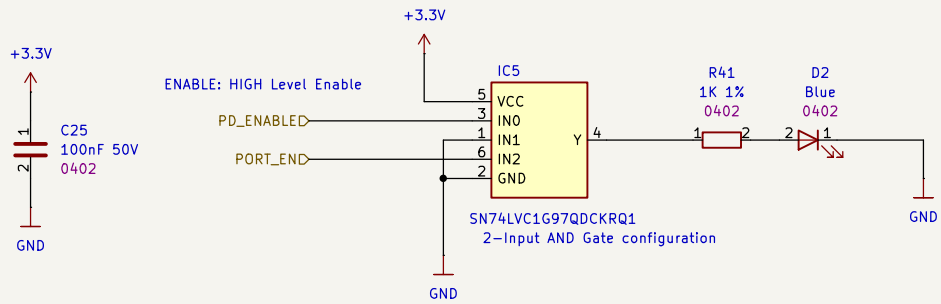 +3.3V
+3.3V
ENABLE: HIGH Level Enable
IC5
R41
1K 1%
0402
D2
Blue
0402
1
C25
100nF 50V
0402
2
GND
PD_ENABLE
PORT_EN
5
VCC
3
IN0
1
IN1
6
IN2
2
GND
Y
4
1
2
2
1
GND
SN74LVC1G97QDCKRQ1
2-Input AND Gate configuration
GND